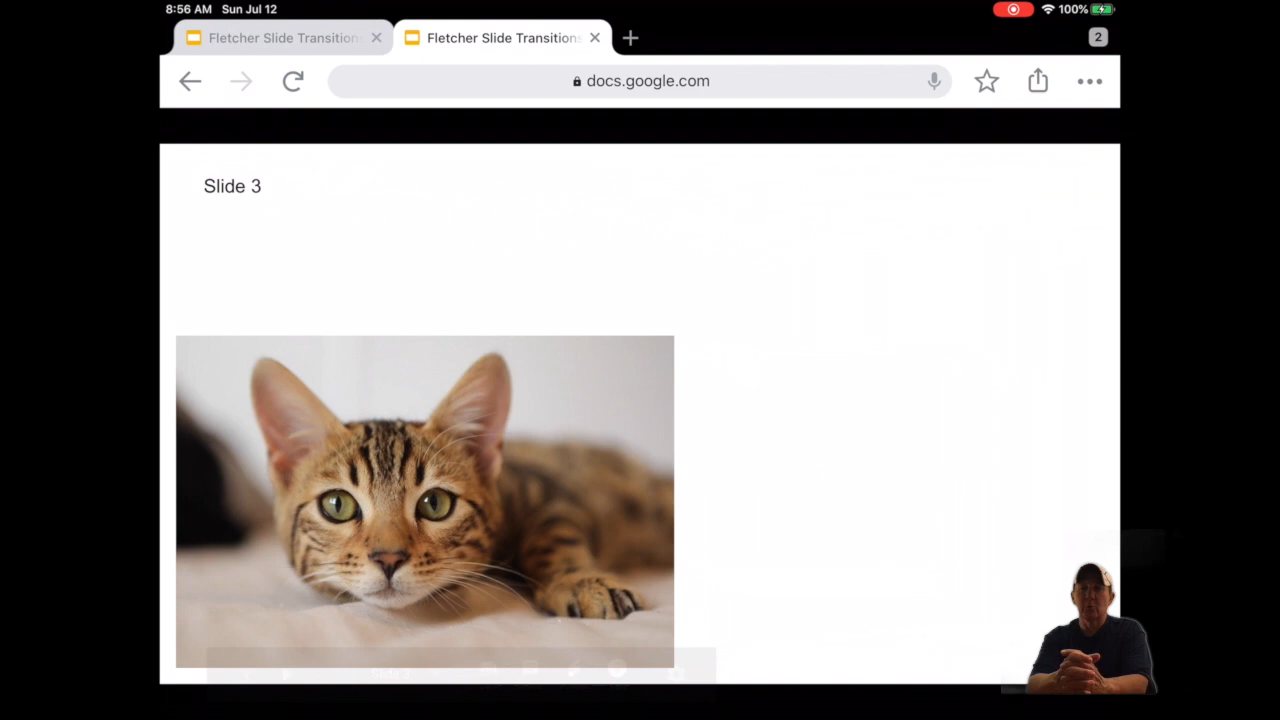 8:56 AM Sun Jul 12
100%
Fletcher Slide Transition
Fletcher Slide Transitions
2
docs.google.com
Slide 3